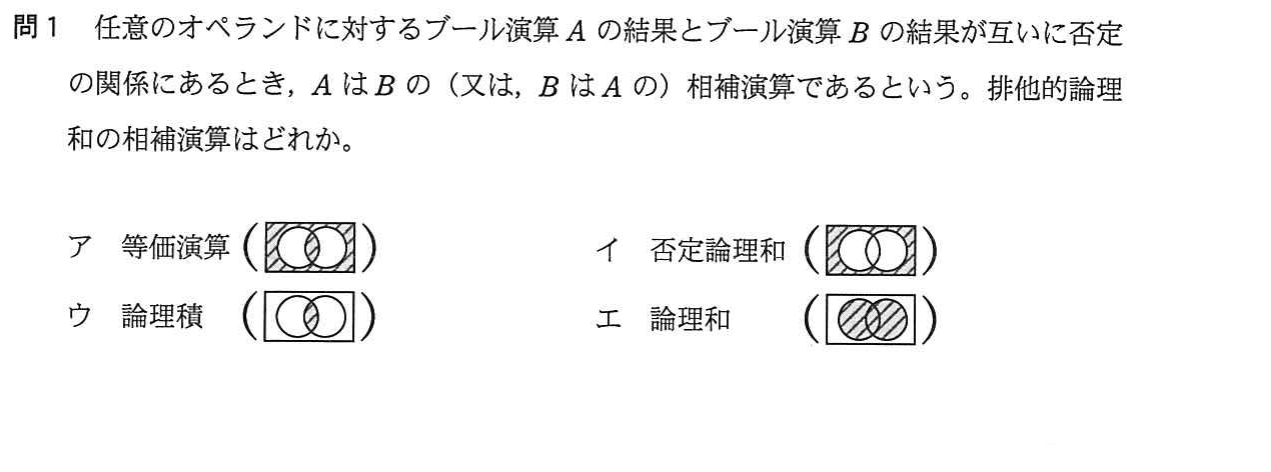 問1 任意のオペランドに対するブール演算 A の結果とブール演算 B の結果が互いに否定
の関係にあるとき，A は B の（又は，B は A の）相補演算であるという。排他的論理
和の相補演算はどれか。
ア 等価演算 ( )
イ 否定論理和 ( )
ウ 論理積 ( )
エ 論理和 ( )